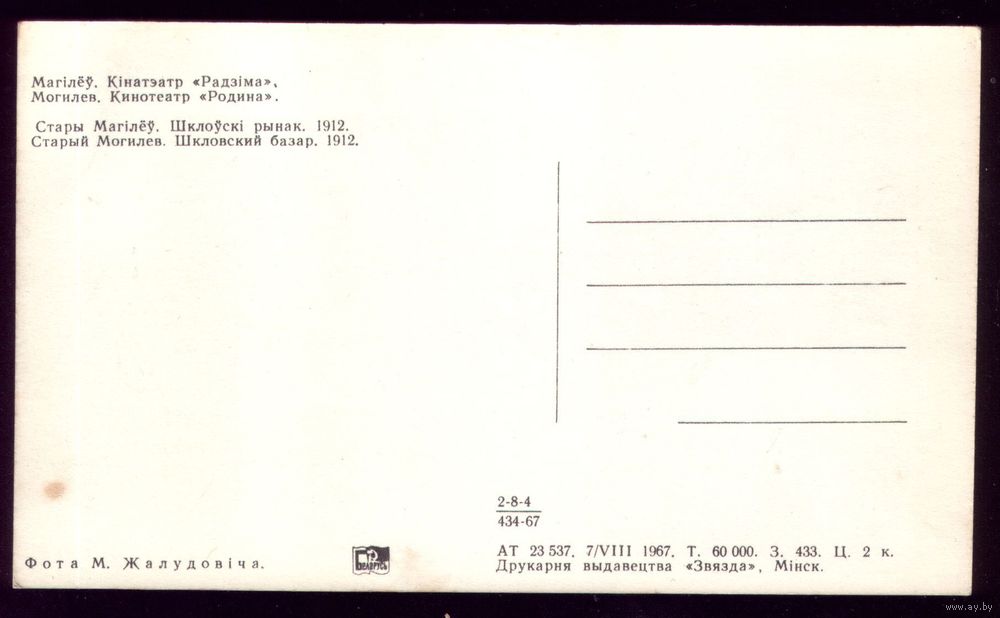 Магілёў. Кінатэатр «Радзіма».
Могилев. Кинотеатр «Родина».
Стары Магілёў. Шклоўскі рынак. 1912.
Старый Могилев. Шкловский базар. 1912.
2-8-4
434-67
Фота М. Жалудовіча.
БЕЛАРУСЬ
АТ 23 537. 7/VIII 1967. Т. 60 000. З. 433. Ц. 2 к.
Друкарня выдавецтва «Звязда», Мінск.
www.ay.by